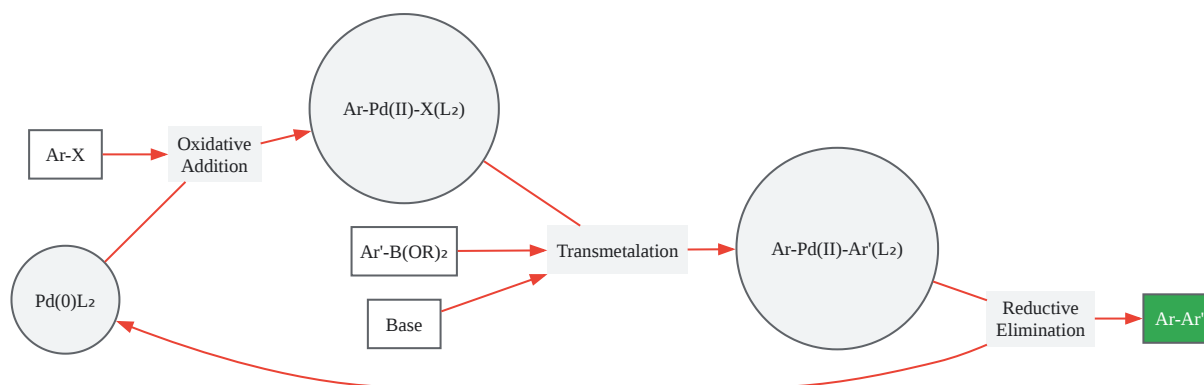 Ar-X
Oxidative
Addition
Ar-Pd(II)-X(L₂)
Pd(0)L₂
Ar'-B(OR)₂
Base
Transmetalation
Ar-Pd(II)-Ar'(L₂)
Reductive
Elimination
Ar-Ar'